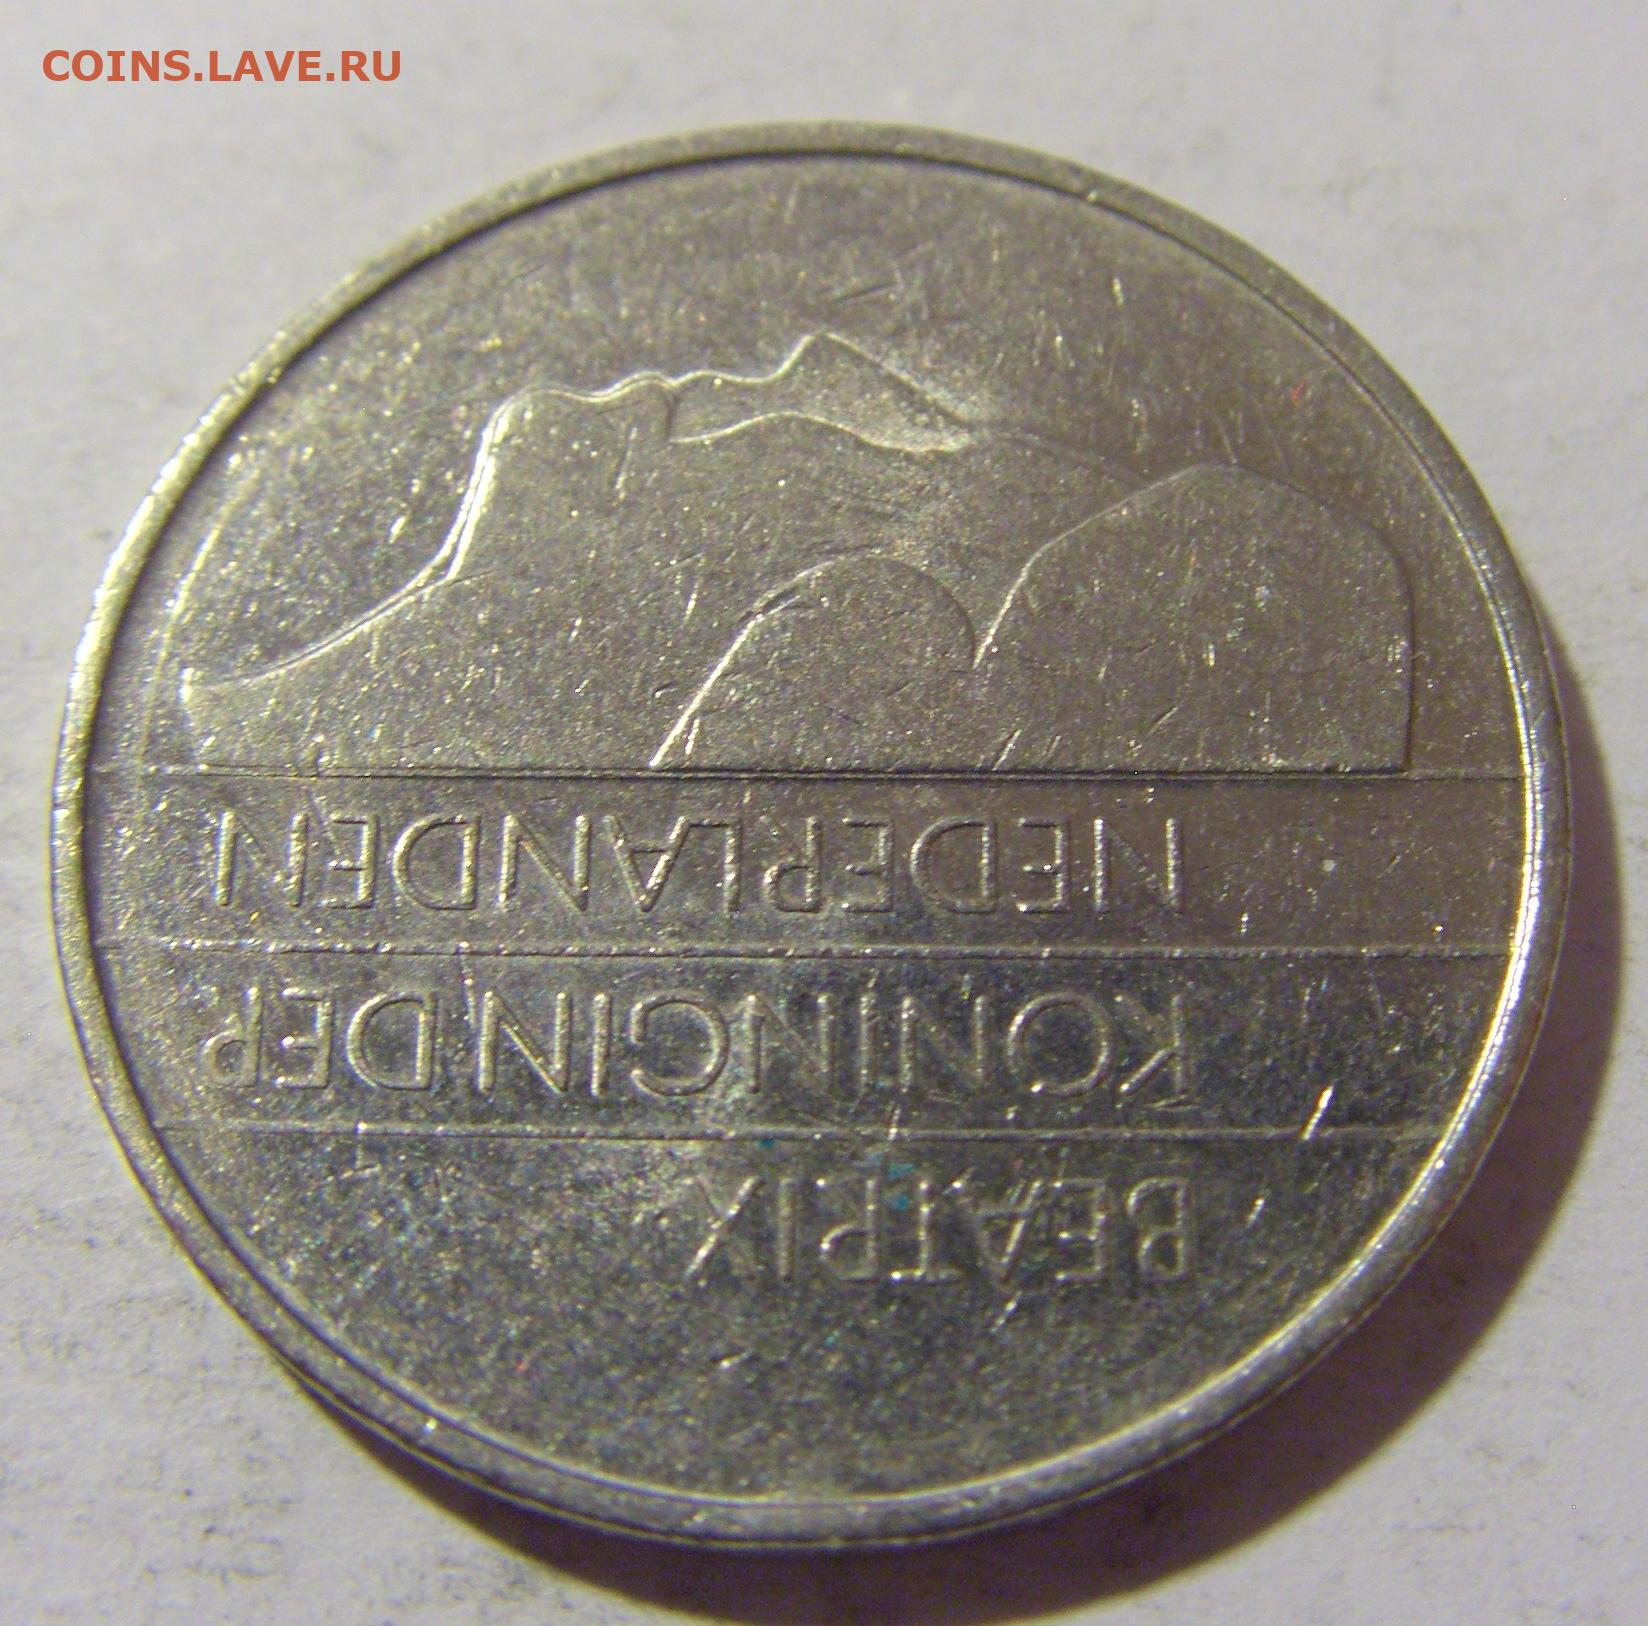 COINS.LAVE.RU
BEATRIX
KONINGIN DER
NEDERLANDEN